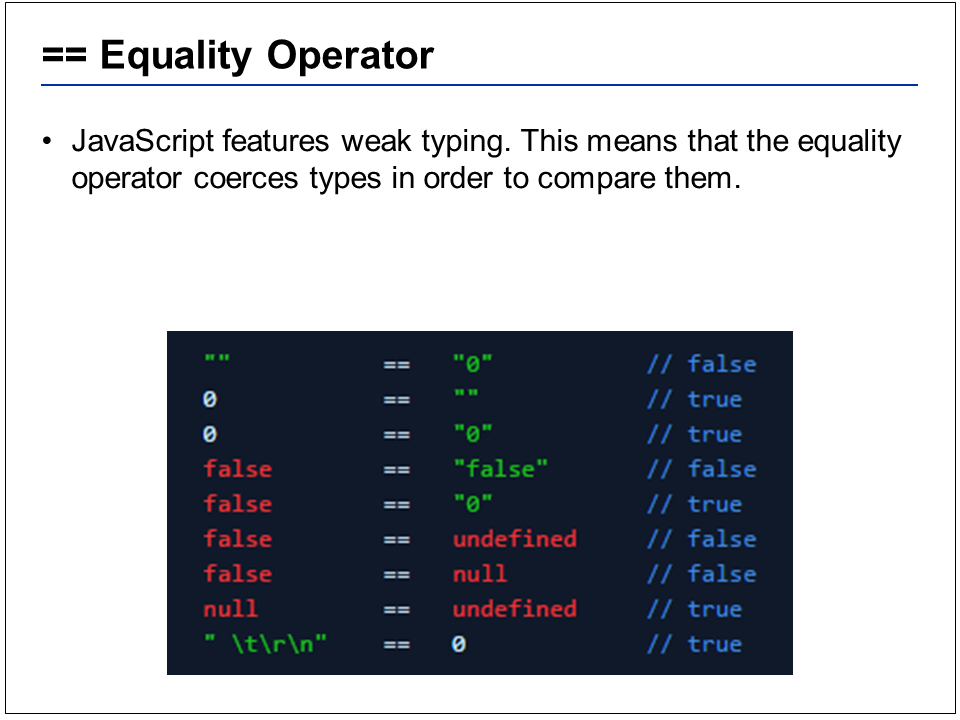 == Equality Operator
• JavaScript features weak typing. This means that the equality
operator coerces types in order to compare them.
"" == "0" // false
0 == "" // true
0 == "0" // true
false == "false" // false
false == "0" // true
false == undefined // false
false == null // false
null == undefined // true
" \t\r\n" == 0 // true